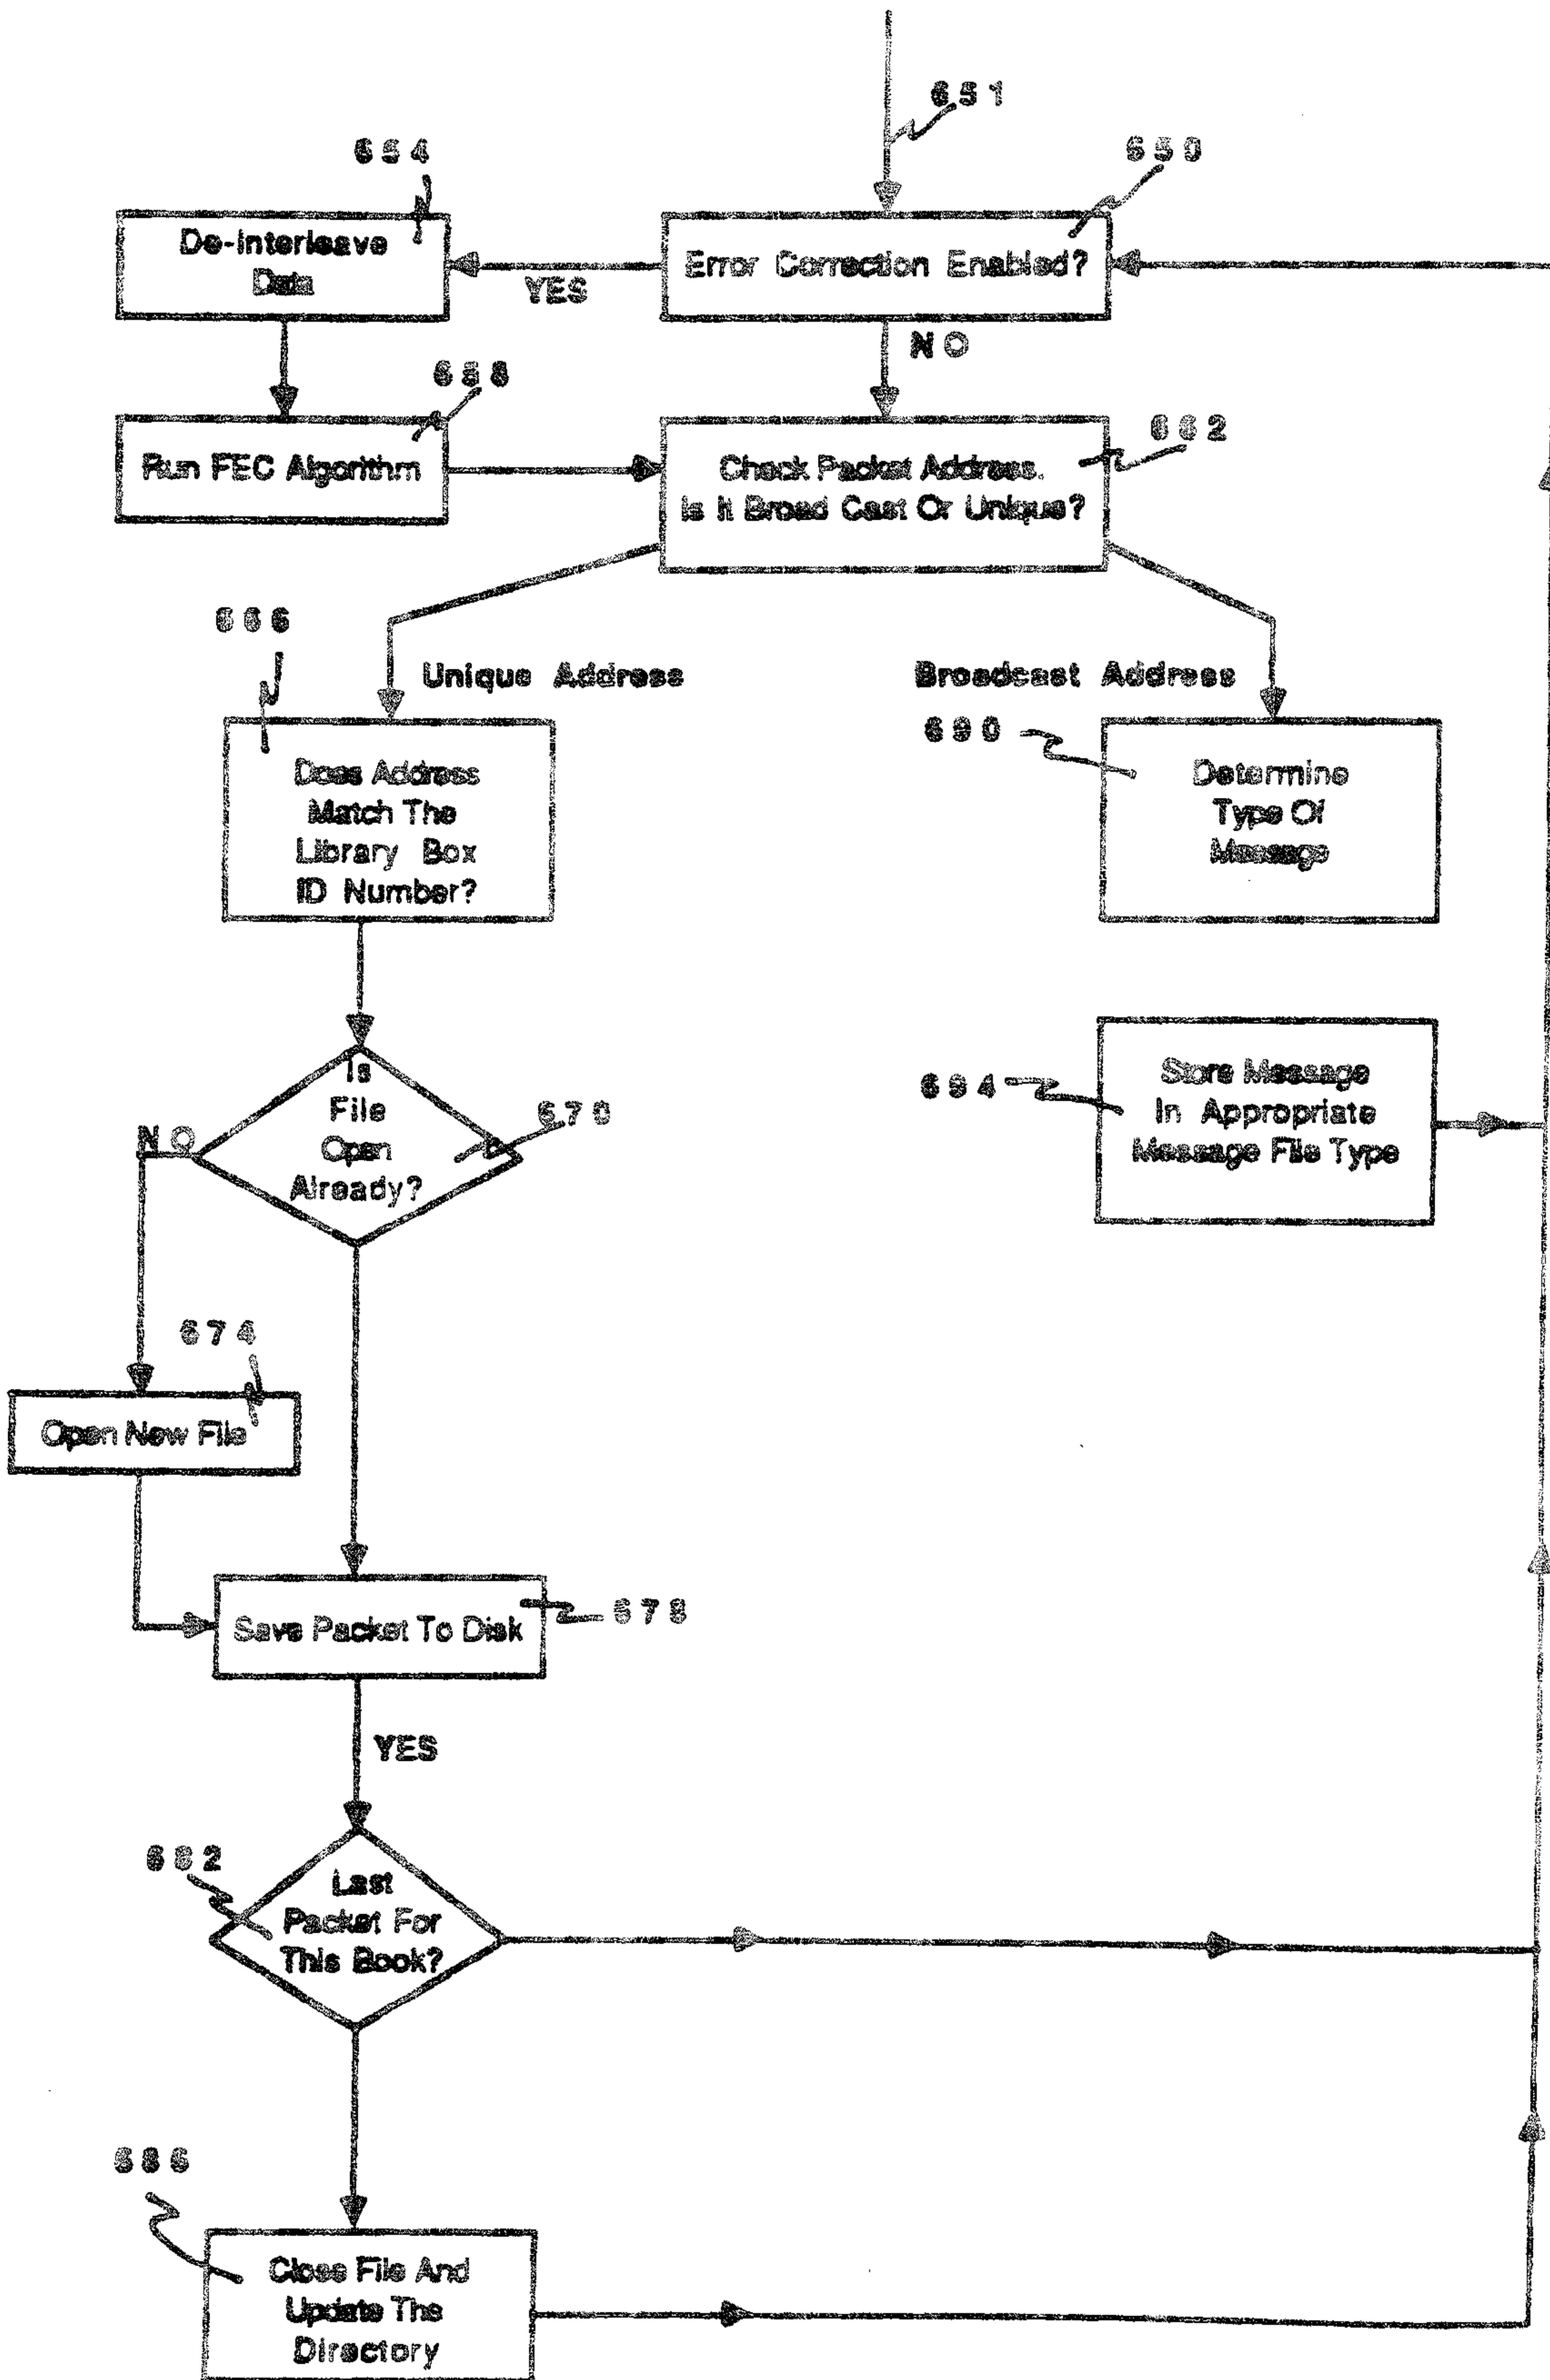 651
654
650
De-Interleave
Data
YES
Error Correction Enabled?
NO
658
662
Run FEC Algorithm
Check Packet Address.
Is It Broad Cast Or Unique?
666
Unique Address
Broadcast Address
690
Does Address
Match The
Library Box
ID Number?
Determine
Type Of
Message
Is
File
Open
Already?
670
NO
694
Store Message
In Appropriate
Message File Type
674
Open New File
Save Packet To Disk
678
YES
682
Last
Packet For
This Book?
686
Close File And
Update The
Directory